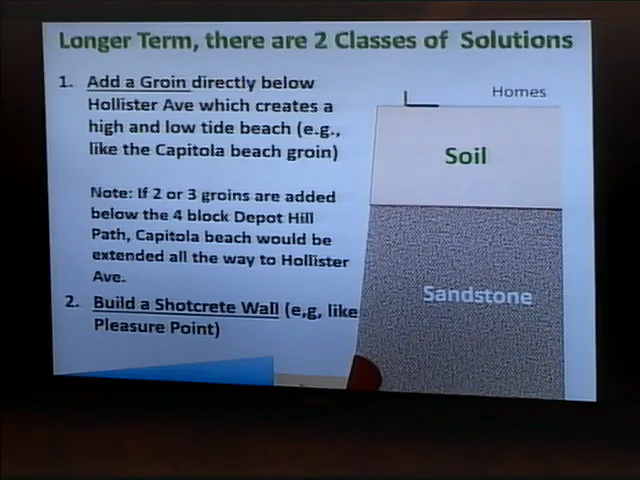 Longer Term, there are 2 Classes of Solutions
1. Add a Groin directly below
Hollister Ave which creates a
high and low tide beach (e.g.,
like the Capitola beach groin)
Note: If 2 or 3 groins are added
below the 4 block Depot Hill
Path, Capitola beach would be
extended all the way to Hollister
Ave.
2. Build a Shotcrete Wall (e,g, like
Pleasure Point)
Homes
Soil
Sandstone